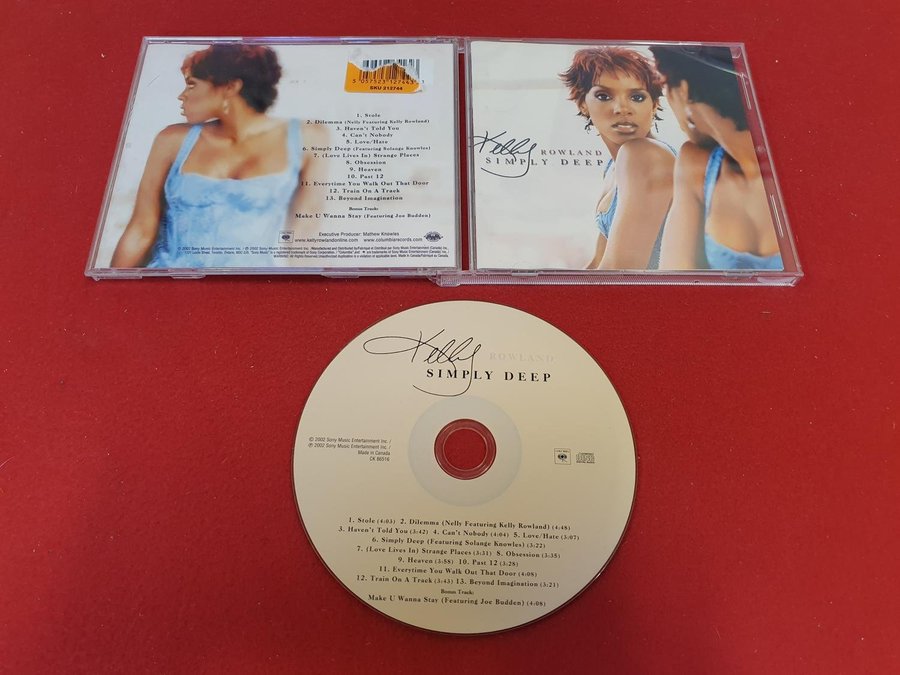 5 057523 127463
SKU 212744
1. Stole
2. Dilemma (Nelly Featuring Kelly Rowland)
3. Haven't Told You
4. Can't Nobody
5. Love/Hate
6. Simply Deep (Featuring Solange Knowles)
7. (Love Lives In) Strange Places
8. Obsession
9. Heaven
10. Past 12
11. Everytime You Walk Out That Door
12. Train On A Track
13. Beyond Imagination
Bonus Track:
Make U Wanna Stay (Featuring Joe Budden)
Executive Producer: Mathew Knowles
www.kellyrowlandonline.com www.columbiarecords.com
Kelly ROWLAND
SIMPLY DEEP
Kelly ROWLAND
SIMPLY DEEP
© 2002 Sony Music Entertainment Inc. /
℗ 2002 Sony Music Entertainment Inc. /
Made in Canada
CK 86516
1. Stole (4:03) 2. Dilemma (Nelly Featuring Kelly Rowland) (4:48)
3. Haven't Told You (3:42) 4. Can't Nobody (4:04) 5. Love/Hate (3:07)
6. Simply Deep (Featuring Solange Knowles) (3:22)
7. (Love Lives In) Strange Places (3:31) 8. Obsession (3:35)
9. Heaven (3:58) 10. Past 12 (3:28)
11. Everytime You Walk Out That Door (4:08)
12. Train On A Track (3:43) 13. Beyond Imagination (3:21)
Bonus Track:
Make U Wanna Stay (Featuring Joe Budden) (4:08)